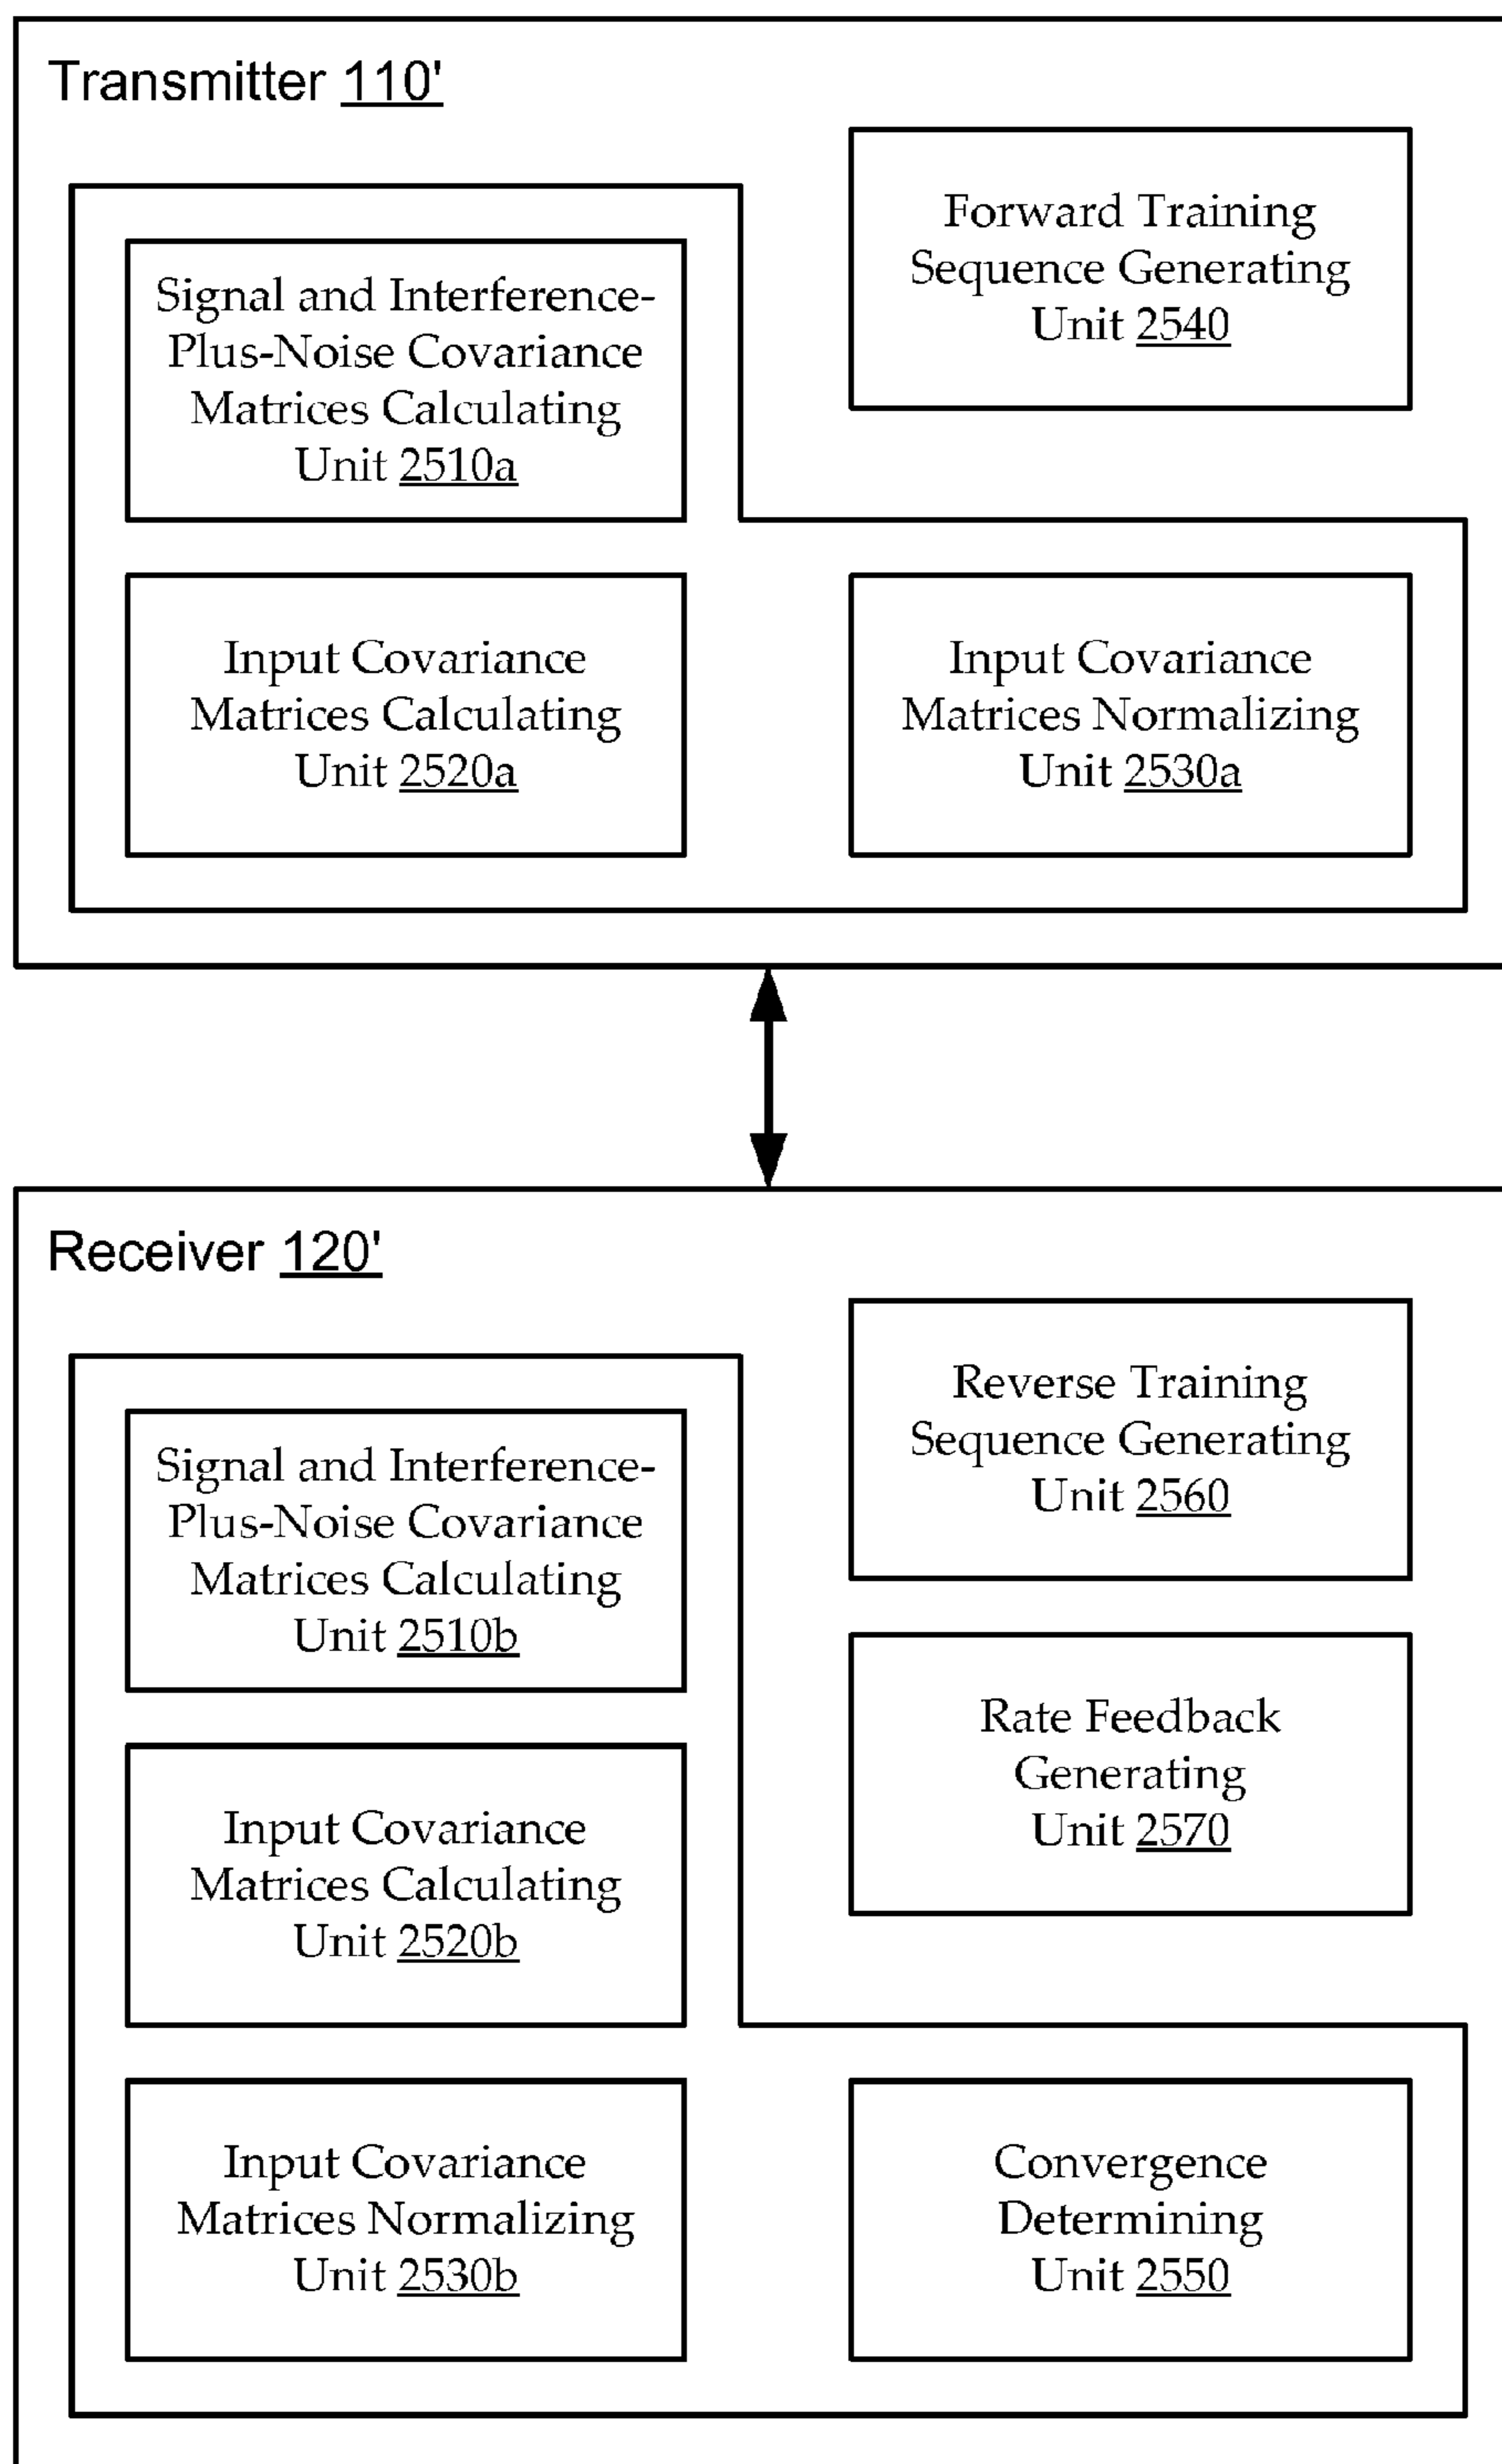 Transmitter 110'
Forward Training
Sequence Generating
Unit 2540
Signal and Interference-
Plus-Noise Covariance
Matrices Calculating
Unit 2510a
Input Covariance
Matrices Calculating
Unit 2520a
Input Covariance
Matrices Normalizing
Unit 2530a
Receiver 120'
Reverse Training
Sequence Generating
Unit 2560
Signal and Interference-
Plus-Noise Covariance
Matrices Calculating
Unit 2510b
Rate Feedback
Generating
Unit 2570
Input Covariance
Matrices Calculating
Unit 2520b
Input Covariance
Matrices Normalizing
Unit 2530b
Convergence
Determining
Unit 2550